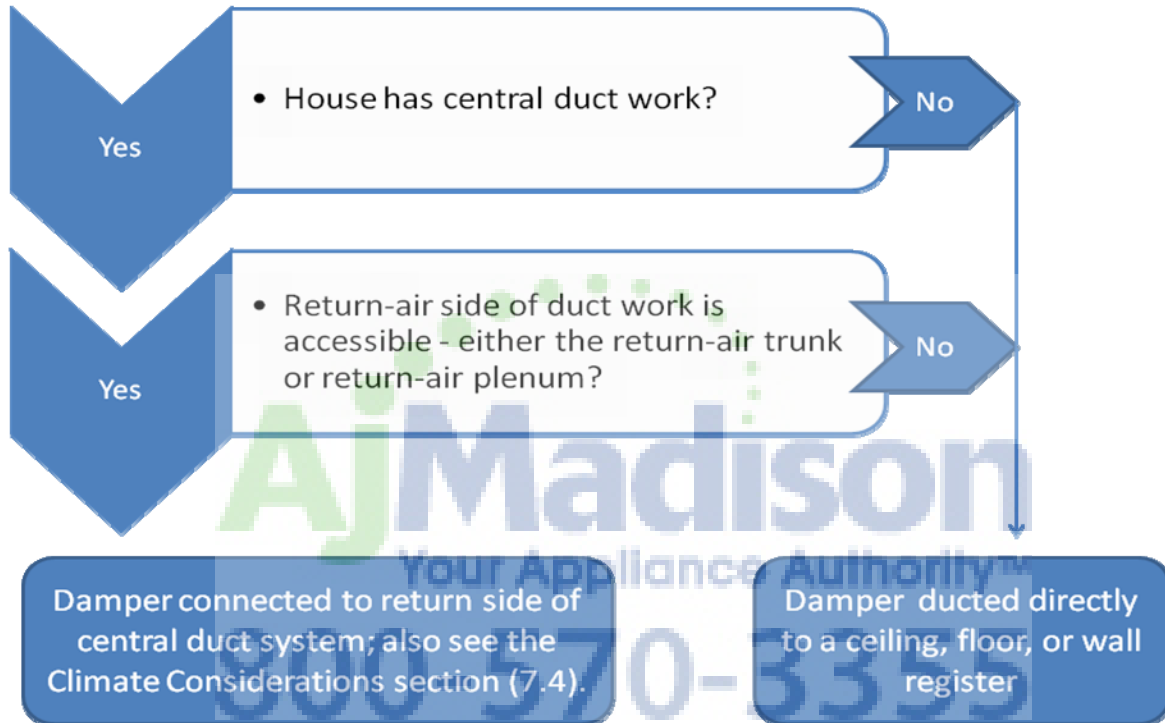 • House has central duct work?
No
Yes
• Return-air side of duct work is
accessible - either the return-air trunk
or return-air plenum?
No
Yes
AjMadison
Your Appliance Authority™
800-570-3355
Damper connected to return side of
central duct system; also see the
Climate Considerations section (7.4).
Damper ducted directly
to a ceiling, floor, or wall
register